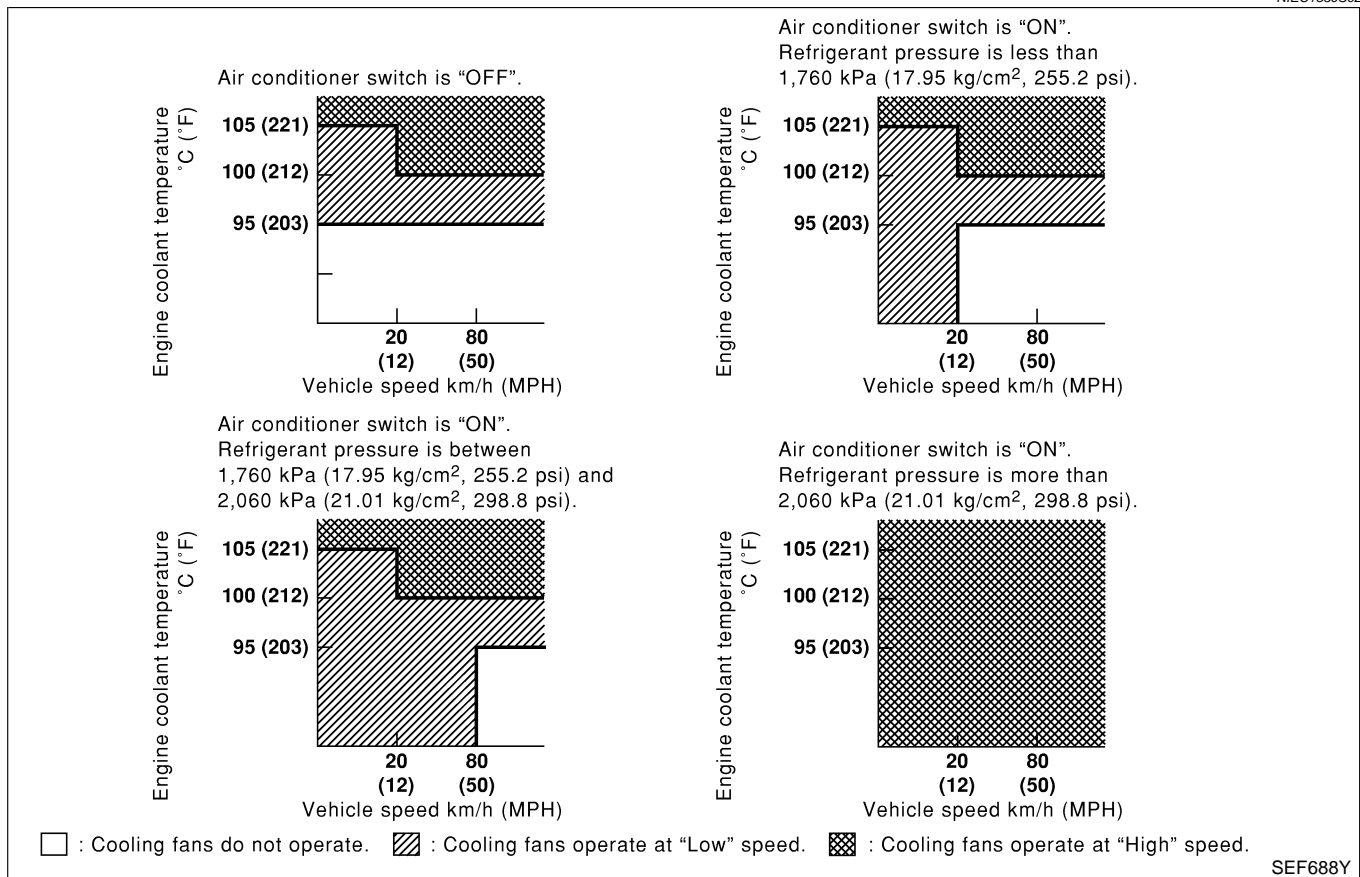 Air conditioner switch is “OFF”.
Engine coolant temperature
˚C (˚F)
105 (221)
100 (212)
95 (203)
20
(12)
80
(50)
Vehicle speed km/h (MPH)
Air conditioner switch is “ON”.
Refrigerant pressure is less than
1,760 kPa (17.95 kg/cm², 255.2 psi).
Engine coolant temperature
˚C (˚F)
105 (221)
100 (212)
95 (203)
20
(12)
80
(50)
Vehicle speed km/h (MPH)
Air conditioner switch is “ON”.
Refrigerant pressure is between
1,760 kPa (17.95 kg/cm², 255.2 psi) and
2,060 kPa (21.01 kg/cm², 298.8 psi).
Engine coolant temperature
˚C (˚F)
105 (221)
100 (212)
95 (203)
20
(12)
80
(50)
Vehicle speed km/h (MPH)
Air conditioner switch is “ON”.
Refrigerant pressure is more than
2,060 kPa (21.01 kg/cm², 298.8 psi).
Engine coolant temperature
˚C (˚F)
105 (221)
100 (212)
95 (203)
20
(12)
80
(50)
Vehicle speed km/h (MPH)
: Cooling fans do not operate.
: Cooling fans operate at “Low” speed.
: Cooling fans operate at “High” speed.
SEF688Y